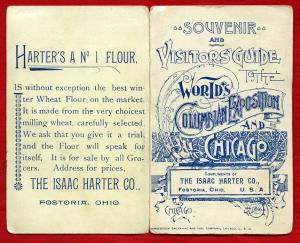 HARTER'S A No 1 FLOUR,
IS without exception the best win-
ter Wheat Flour on the market.
It is made from the very choicest
milling wheat, carefully selected.
We ask that you give it a trial,
and the Flour will speak for
itself, It is for sale by all Gro-
cers. Address for prices,
THE ISAAC HARTER CO.,
FOSTORIA, OHIO
SOUVENIR
AND
VISITORS' GUIDE
TO THE
WORLD'S
COLUMBIAN EXPOSITION
AND
CHICAGO
COMPLIMENTS OF
THE ISAAC HARTER CO.,
FOSTORIA, OHIO, U. S. A
CHICAGO